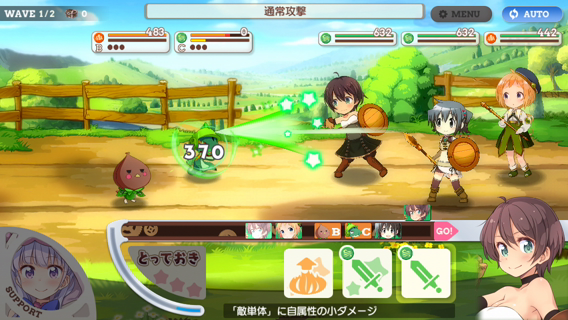 WAVE 1/2 0
通常攻撃
MENU
AUTO
483
B
0
C
632
632
442
370
B C GO!
とっておき
SUPPORT
「敵単体」に自属性の小ダメージ